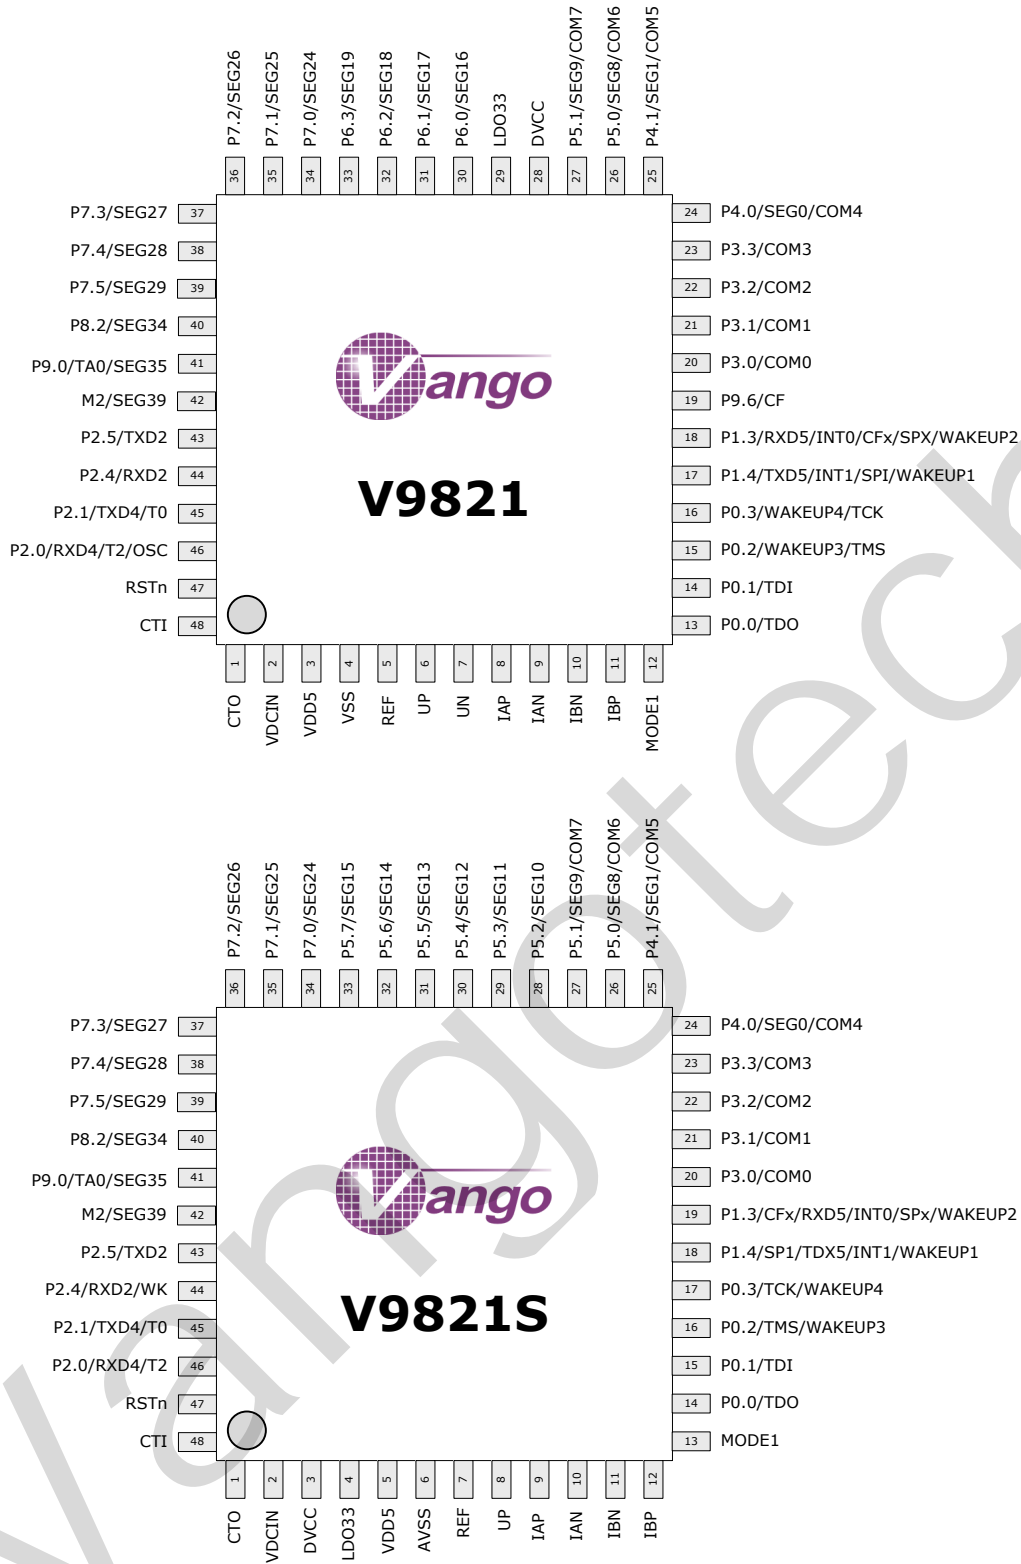 P7.2/SEG26
P7.1/SEG25
P7.0/SEG24
P6.3/SEG19
P6.2/SEG18
P6.1/SEG17
P6.0/SEG16
LDO33
DVCC
P5.1/SEG9/COM7
P5.0/SEG8/COM6
P4.1/SEG1/COM5
36 35 34 33 32 31 30 29 28 27 26 25
P7.3/SEG27 37 24 P4.0/SEG0/COM4
P7.4/SEG28 38 23 P3.3/COM3
P7.5/SEG29 39 22 P3.2/COM2
P8.2/SEG34 40 21 P3.1/COM1
P9.0/TA0/SEG35 41 20 P3.0/COM0
M2/SEG39 42 19 P9.6/CF
P2.5/TXD2 43 18 P1.3/RXD5/INT0/CFx/SPX/WAKEUP2
P2.4/RXD2 44 17 P1.4/TXD5/INT1/SPI/WAKEUP1
P2.1/TXD4/T0 45 16 P0.3/WAKEUP4/TCK
P2.0/RXD4/T2/OSC 46 15 P0.2/WAKEUP3/TMS
RSTn 47 14 P0.1/TDI
CTI 48 13 P0.0/TDO
Vango
V9821
1 2 3 4 5 6 7 8 9 10 11 12
CTO
VDCIN
VDD5
VSS
REF
UP
UN
IAP
IAN
IBN
IBP
MODE1
P7.2/SEG26
P7.1/SEG25
P7.0/SEG24
P5.7/SEG15
P5.6/SEG14
P5.5/SEG13
P5.4/SEG12
P5.3/SEG11
P5.2/SEG10
P5.1/SEG9/COM7
P5.0/SEG8/COM6
P4.1/SEG1/COM5
36 35 34 33 32 31 30 29 28 27 26 25
P7.3/SEG27 37 24 P4.0/SEG0/COM4
P7.4/SEG28 38 23 P3.3/COM3
P7.5/SEG29 39 22 P3.2/COM2
P8.2/SEG34 40 21 P3.1/COM1
P9.0/TA0/SEG35 41 20 P3.0/COM0
M2/SEG39 42 19 P1.3/CFx/RXD5/INT0/SPx/WAKEUP2
P2.5/TXD2 43 18 P1.4/SP1/TDX5/INT1/WAKEUP1
P2.4/RXD2/WK 44 17 P0.3/TCK/WAKEUP4
P2.1/TXD4/T0 45 16 P0.2/TMS/WAKEUP3
P2.0/RXD4/T2 46 15 P0.1/TDI
RSTn 47 14 P0.0/TDO
CTI 48 13 MODE1
Vango
V9821S
1 2 3 4 5 6 7 8 9 10 11 12
CTO
VDCIN
DVCC
LDO33
VDD5
AVSS
REF
UP
IAP
IAN
IBN
IBP
Vangotech